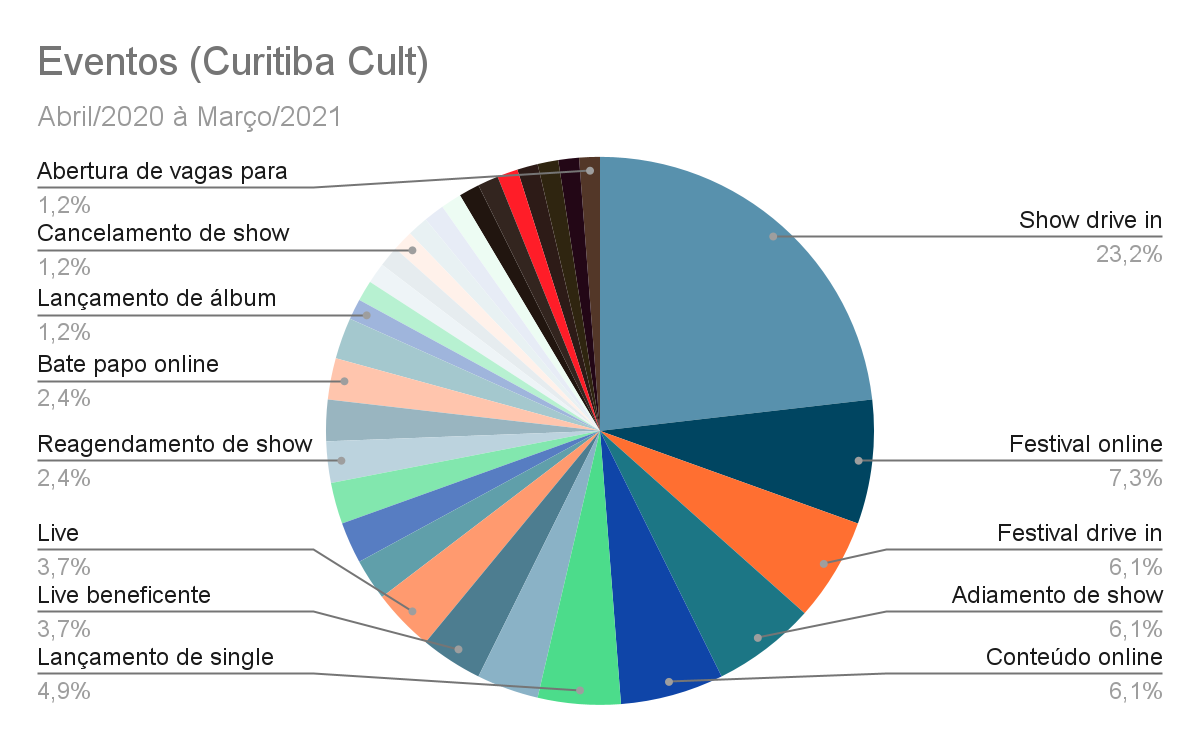 Eventos (Curitiba Cult)
Abril/2020 à Março/2021
Abertura de vagas para
1,2%
Cancelamento de show
1,2%
Lançamento de álbum
1,2%
Bate papo online
2,4%
Reagendamento de show
2,4%
Live
3,7%
Live beneficente
3,7%
Lançamento de single
4,9%
Show drive in
23,2%
Festival online
7,3%
Festival drive in
6,1%
Adiamento de show
6,1%
Conteúdo online
6,1%